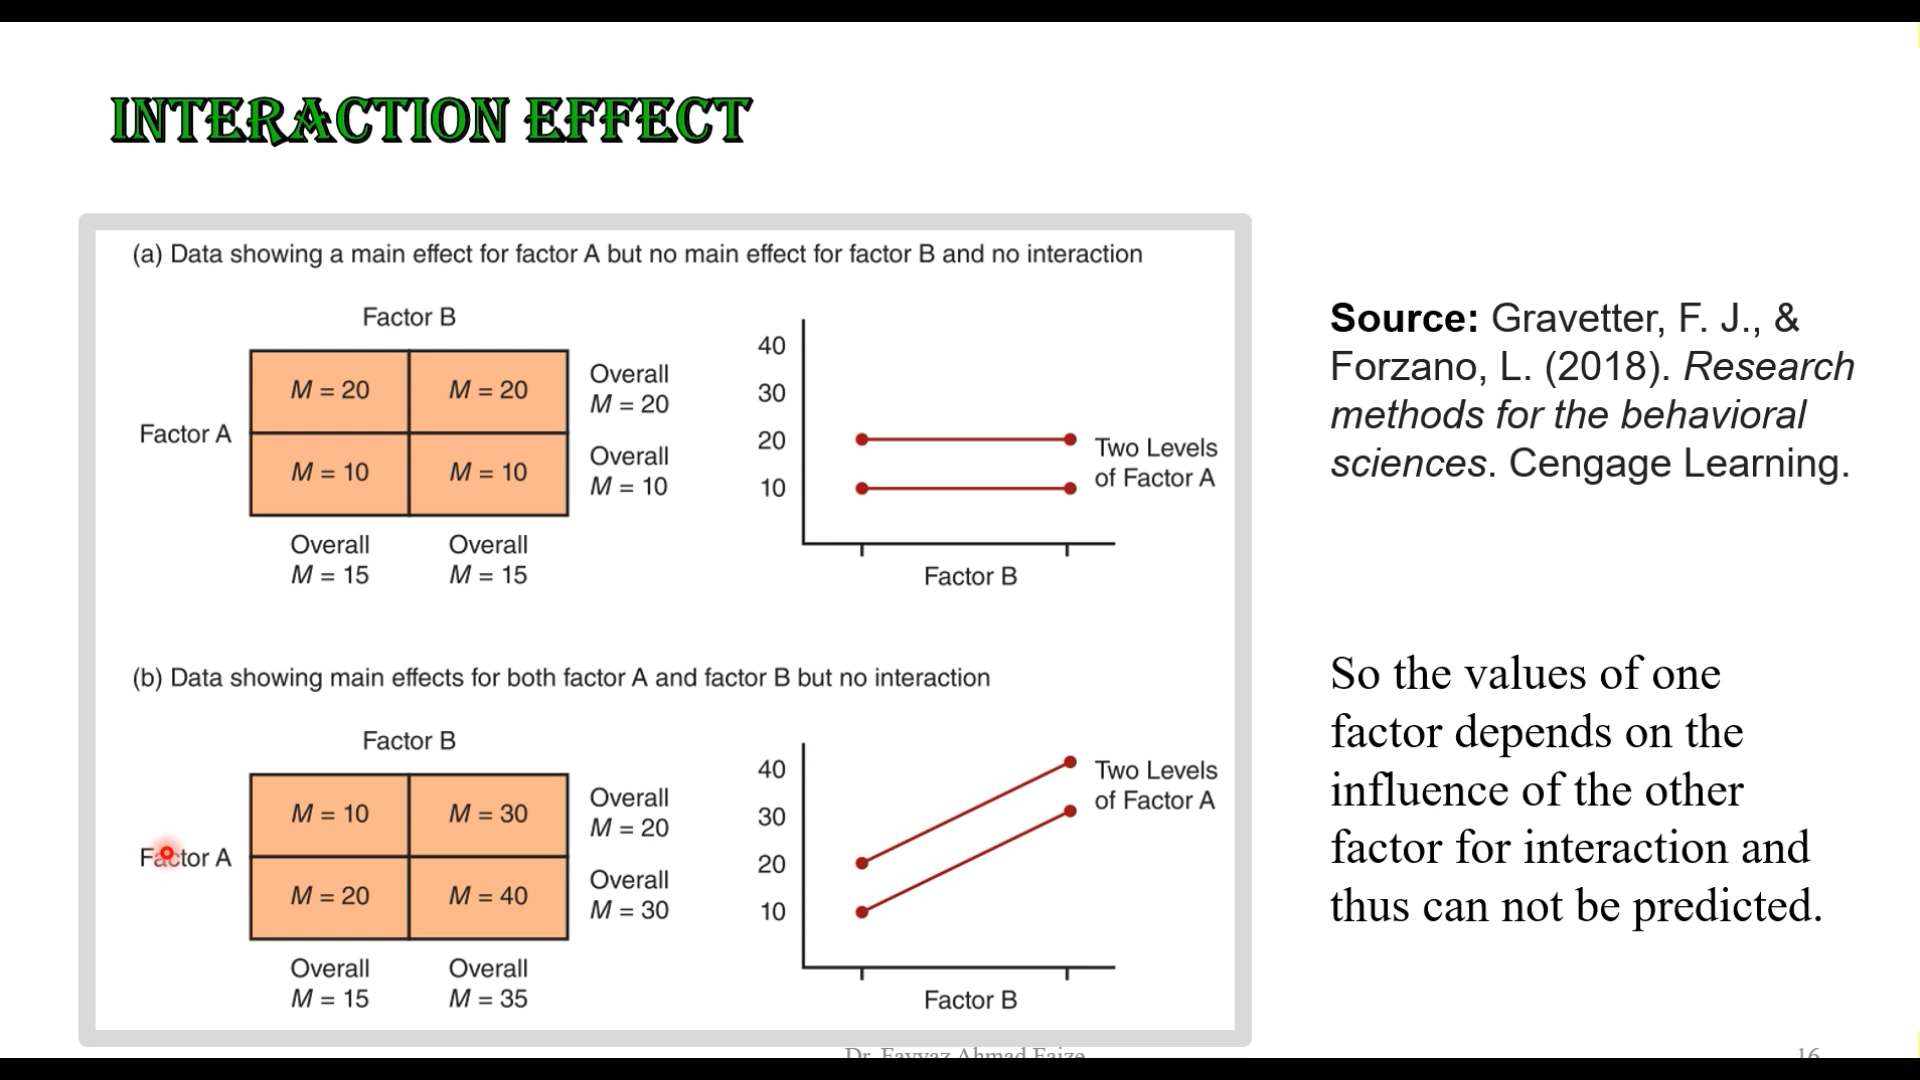 INTERACTION EFFECT
(a) Data showing a main effect for factor A but no main effect for factor B and no interaction
Factor B
M = 20 M = 20
Overall
M = 20
Factor A
M = 10 M = 10
Overall
M = 10
Overall Overall
M = 15 M = 15
40
30
20
10
Two Levels
of Factor A
Factor B
(b) Data showing main effects for both factor A and factor B but no interaction
Factor B
M = 10 M = 30
Overall
M = 20
Factor A
M = 20 M = 40
Overall
M = 30
Overall Overall
M = 15 M = 35
40
30
20
10
Two Levels
of Factor A
Factor B
Source: Gravetter, F. J., &
Forzano, L. (2018). Research
methods for the behavioral
sciences. Cengage Learning.
So the values of one
factor depends on the
influence of the other
factor for interaction and
thus can not be predicted.
Dr. Fayyaz Ahmad Faize
16